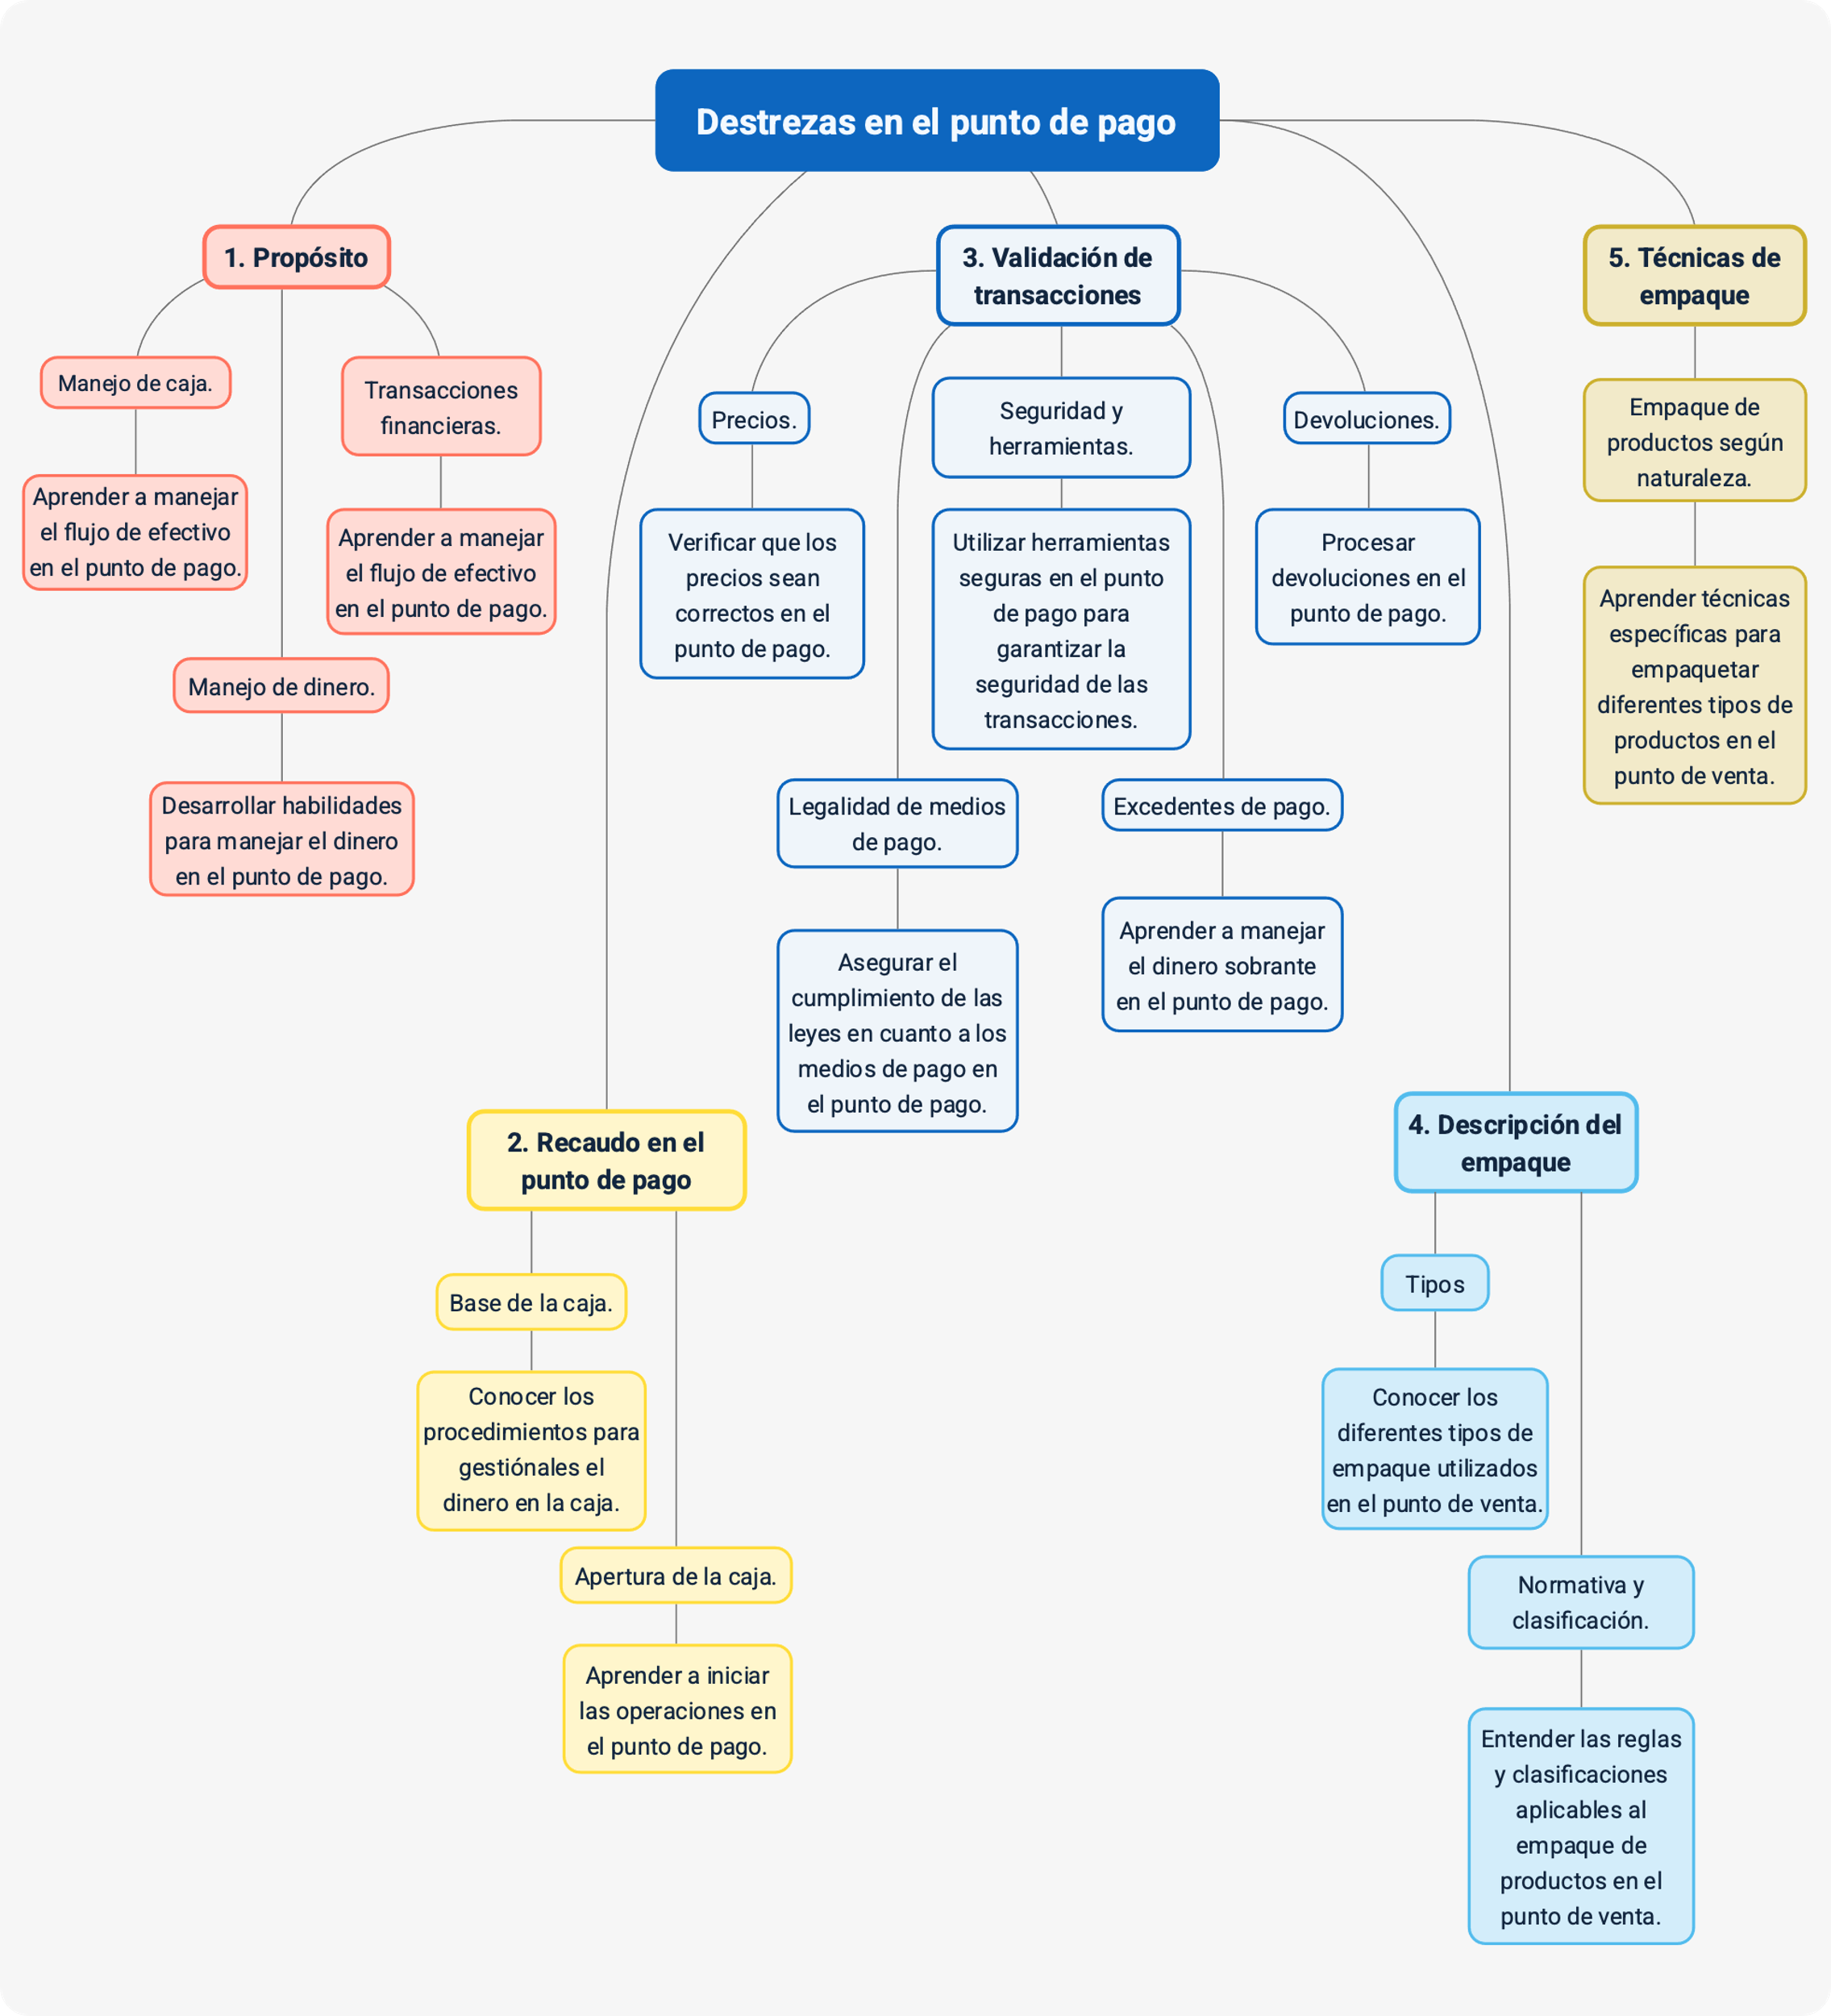 Destrezas en el punto de pago
1. Propósito
Manejo de caja.
Aprender a manejar
el flujo de efectivo
en el punto de pago.
Manejo de dinero.
Desarrollar habilidades
para manejar el dinero
en el punto de pago.
Transacciones
financieras.
Aprender a manejar
el flujo de efectivo
en el punto de pago.
2. Recaudo en el
punto de pago
Base de la caja.
Conocer los
procedimientos para
gestiónales el
dinero en la caja.
Apertura de la caja.
Aprender a iniciar
las operaciones en
el punto de pago.
3. Validación de
transacciones
Precios.
Verificar que los
precios sean
correctos en el
punto de pago.
Legalidad de medios
de pago.
Asegurar el
cumplimiento de las
leyes en cuanto a los
medios de pago en
el punto de pago.
Seguridad y
herramientas.
Utilizar herramientas
seguras en el punto
de pago para
garantizar la
seguridad de las
transacciones.
Excedentes de pago.
Aprender a manejar
el dinero sobrante
en el punto de pago.
Devoluciones.
Procesar
devoluciones en el
punto de pago.
4. Descripción del
empaque
Tipos
Conocer los
diferentes tipos de
empaque utilizados
en el punto de venta.
Normativa y
clasificación.
Entender las reglas
y clasificaciones
aplicables al
empaque de
productos en el
punto de venta.
5. Técnicas de
empaque
Empaque de
productos según
naturaleza.
Aprender técnicas
específicas para
empaquetar
diferentes tipos de
productos en el
punto de venta.